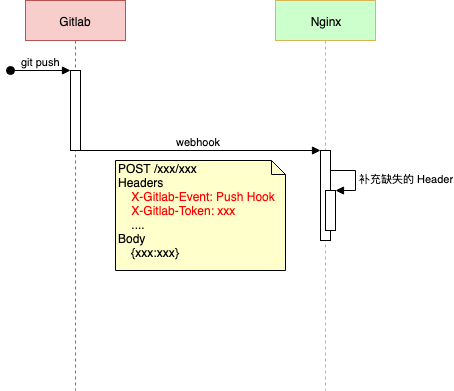 Gitlab
Nginx
git push
webhook
POST /xxx/xxx
Headers
X-Gitlab-Event: Push Hook
X-Gitlab-Token: xxx
....
Body
{xxx:xxx}
补充缺失的 Header